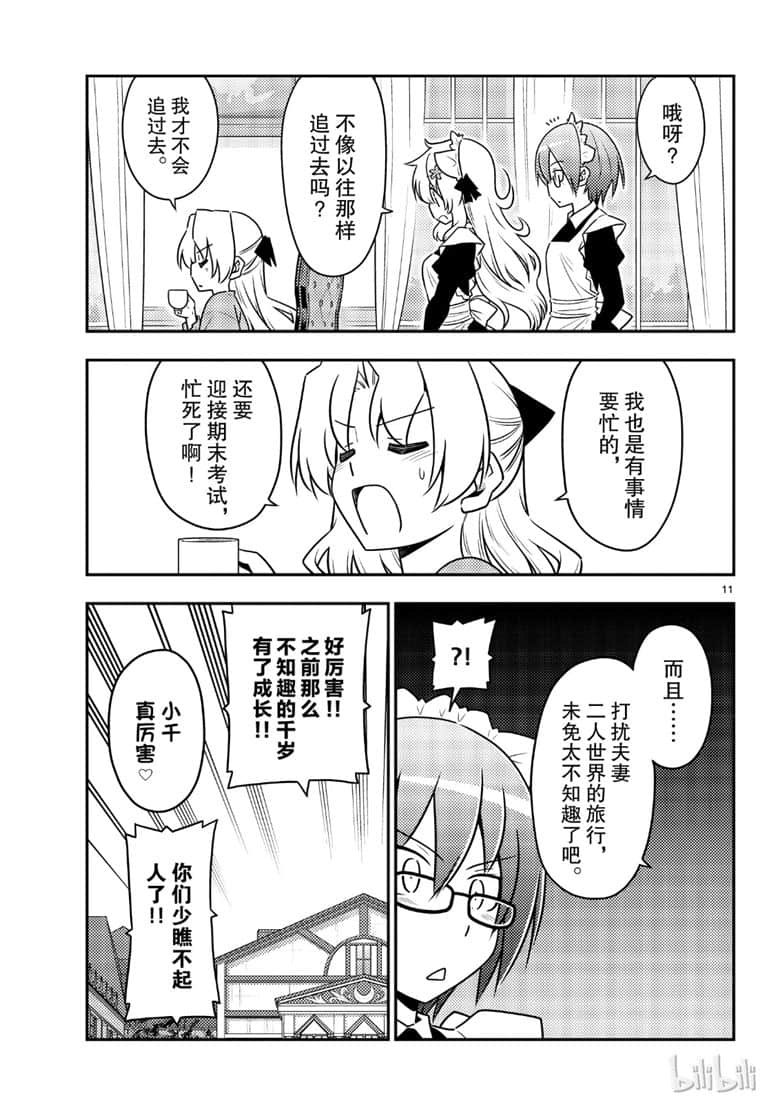 哦呀？
不像以往那样
追过去吗？
我才不会
追过去。
我也是有事情
要忙的，
还要
迎接期末考试，
忙死了啊！
11
而且……
打扰夫妻
二人世界的旅行，
未免太不知趣了吧。
?!
好厉害!!
之前那么
不知趣的千岁
有了成长!!
小千
真厉害
♡
你们少瞧不起
人了!!
bilibili